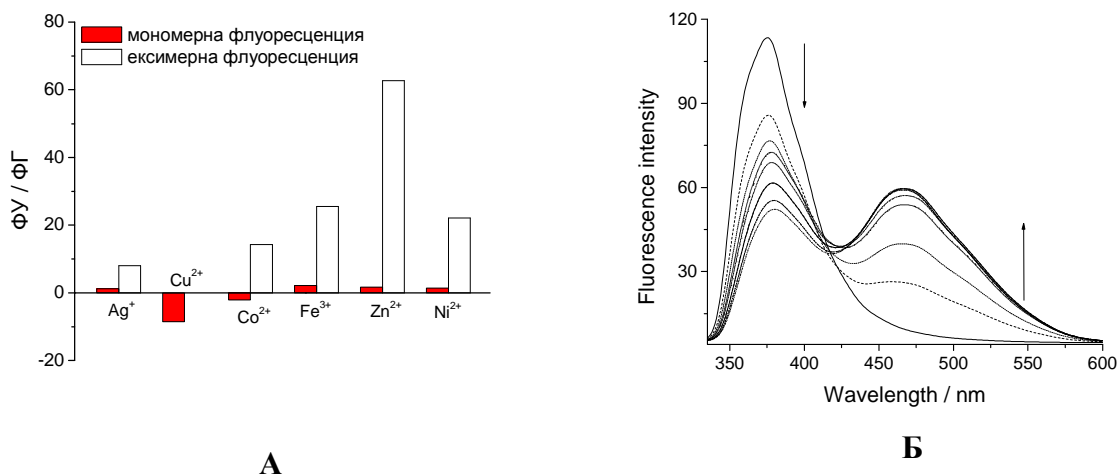 80
60
40
20
0
-20
ФУ / ФГ
мономерна флуоресценция
ексимерна флуоресценция
Ag⁺
Cu²⁺
Co²⁺
Fe³⁺
Zn²⁺
Ni²⁺
А
120
90
60
30
Fluorescence intensity
350 400 450 500 550 600
Wavelength / nm
Б